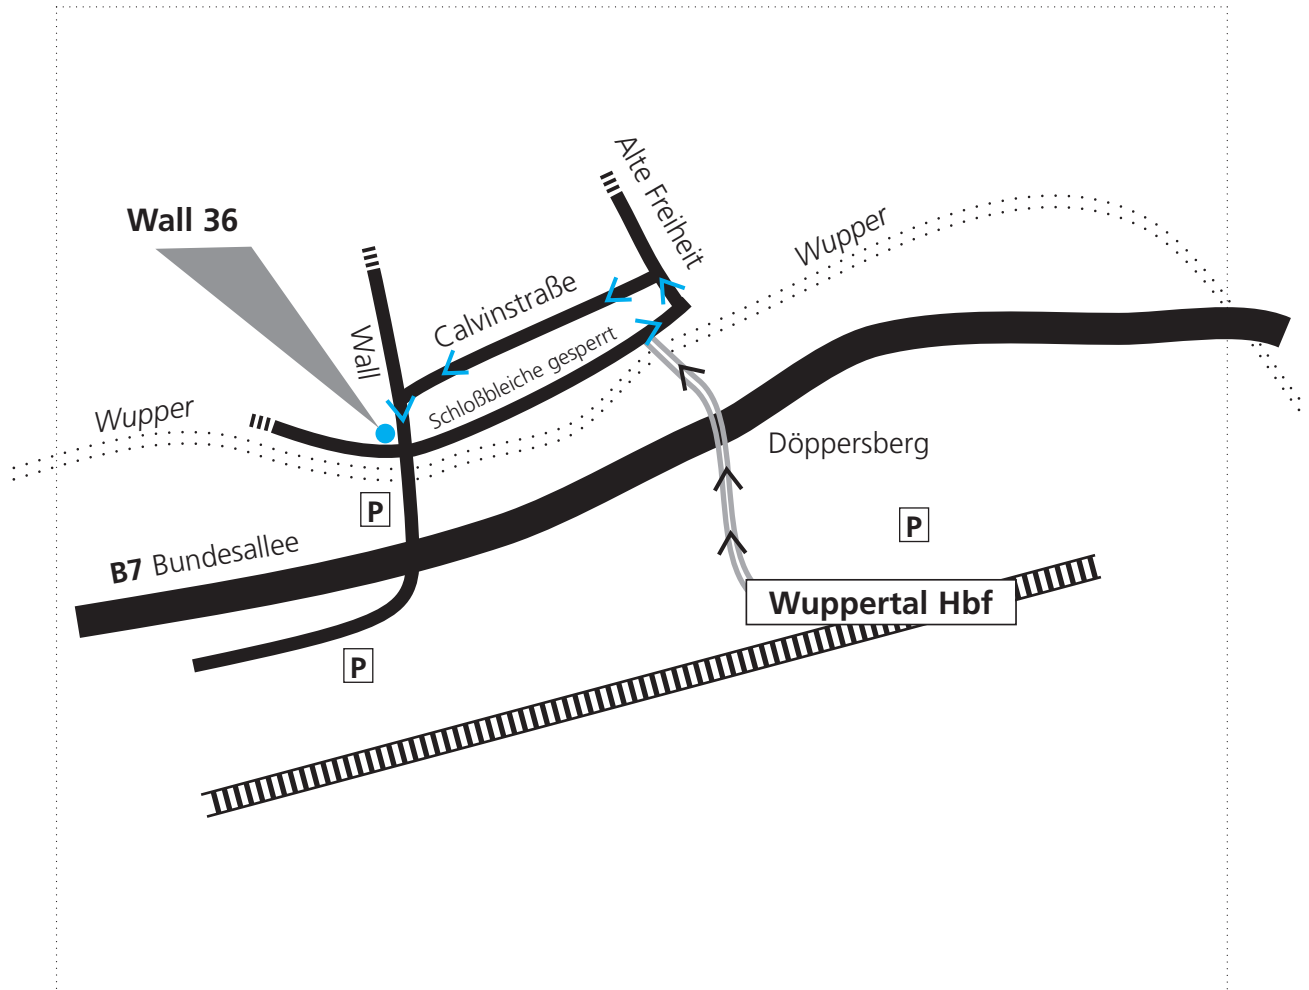 Alte Freiheit
Wall 36
Wupper
Calvinstraße
Wall
Schloßbleiche gesperrt
Wupper
Döppersberg
P
P
B7 Bundesallee
Wuppertal Hbf
P